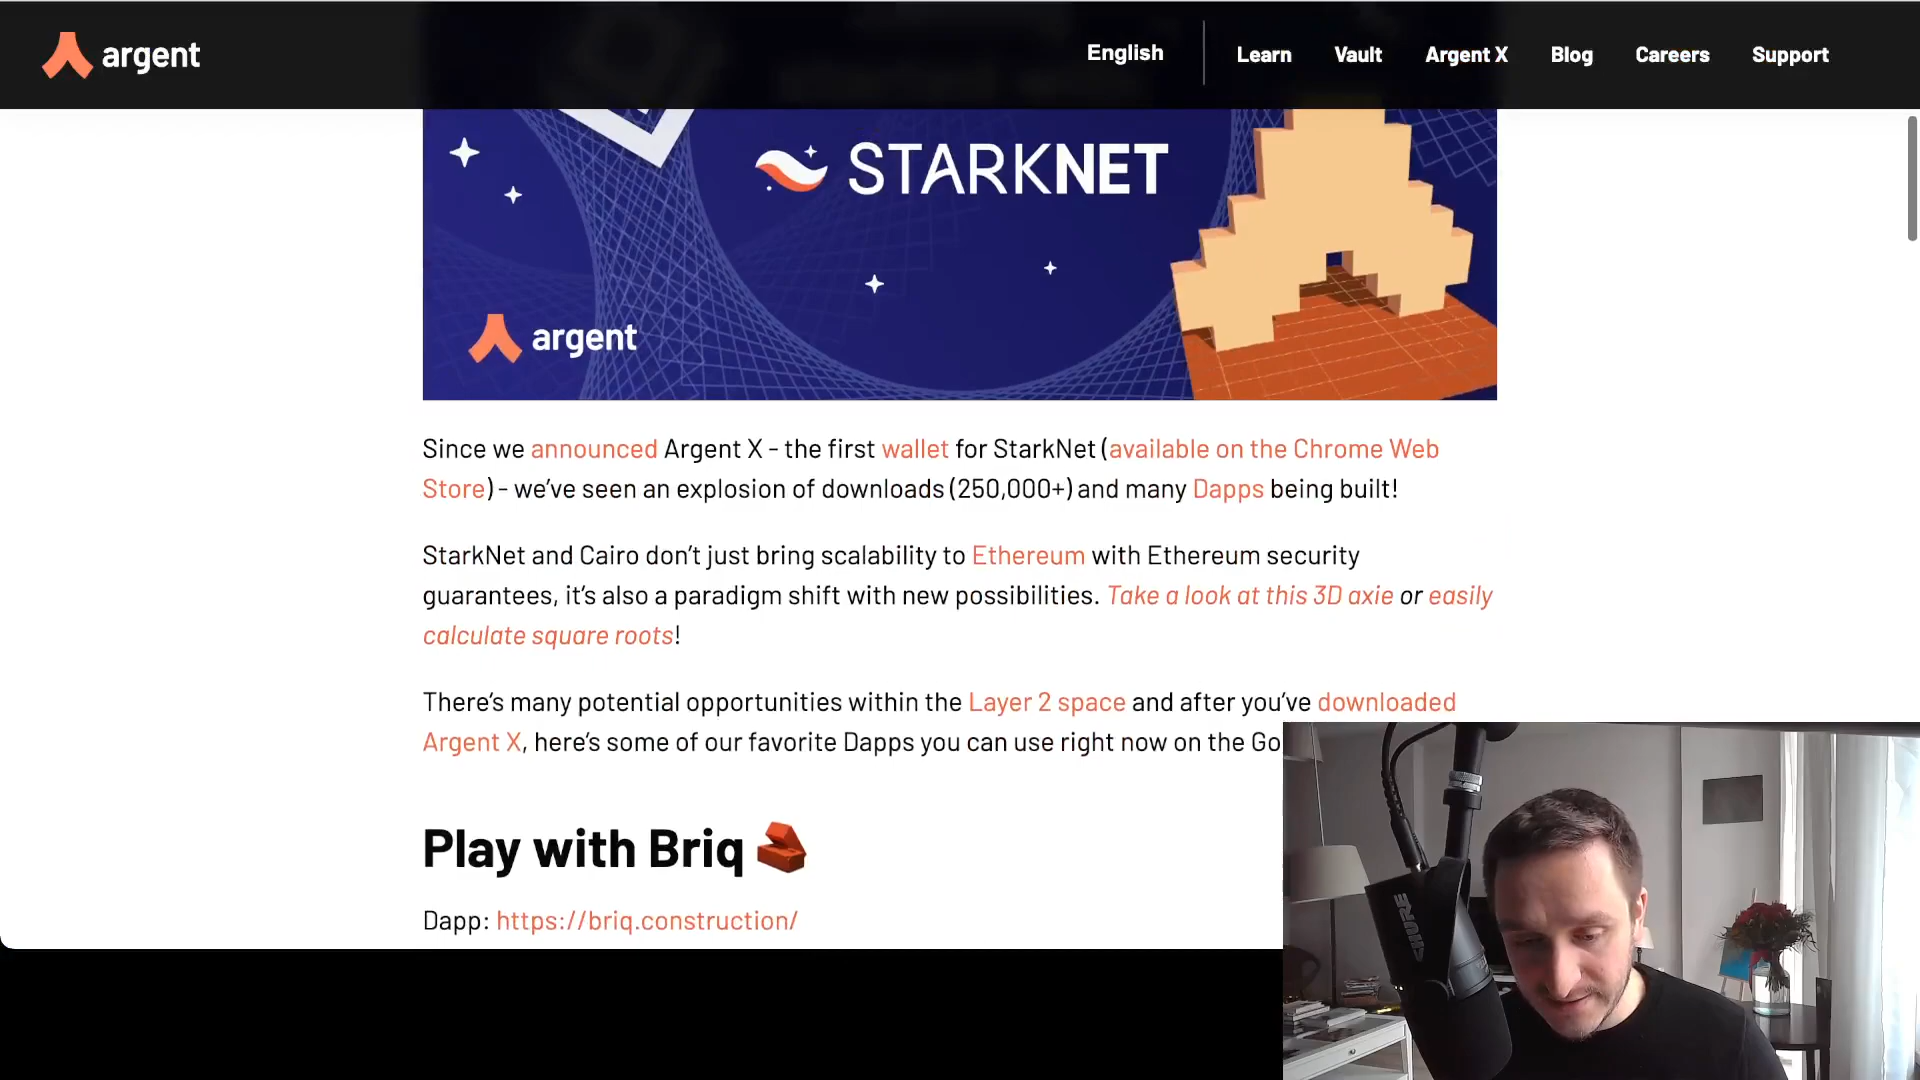 argent
English
Learn
Vault
Argent X
Blog
Careers
Support
STARKNET
argent
Since we announced Argent X - the first wallet for StarkNet (available on the Chrome Web
Store) - we’ve seen an explosion of downloads (250,000+) and many Dapps being built!
StarkNet and Cairo don’t just bring scalability to Ethereum with Ethereum security
guarantees, it’s also a paradigm shift with new possibilities. Take a look at this 3D axie or easily
calculate square roots!
There’s many potential opportunities within the Layer 2 space and after you’ve downloaded
Argent X, here’s some of our favorite Dapps you can use right now on the Go
Play with Briq
Dapp: https://briq.construction/
SHURE